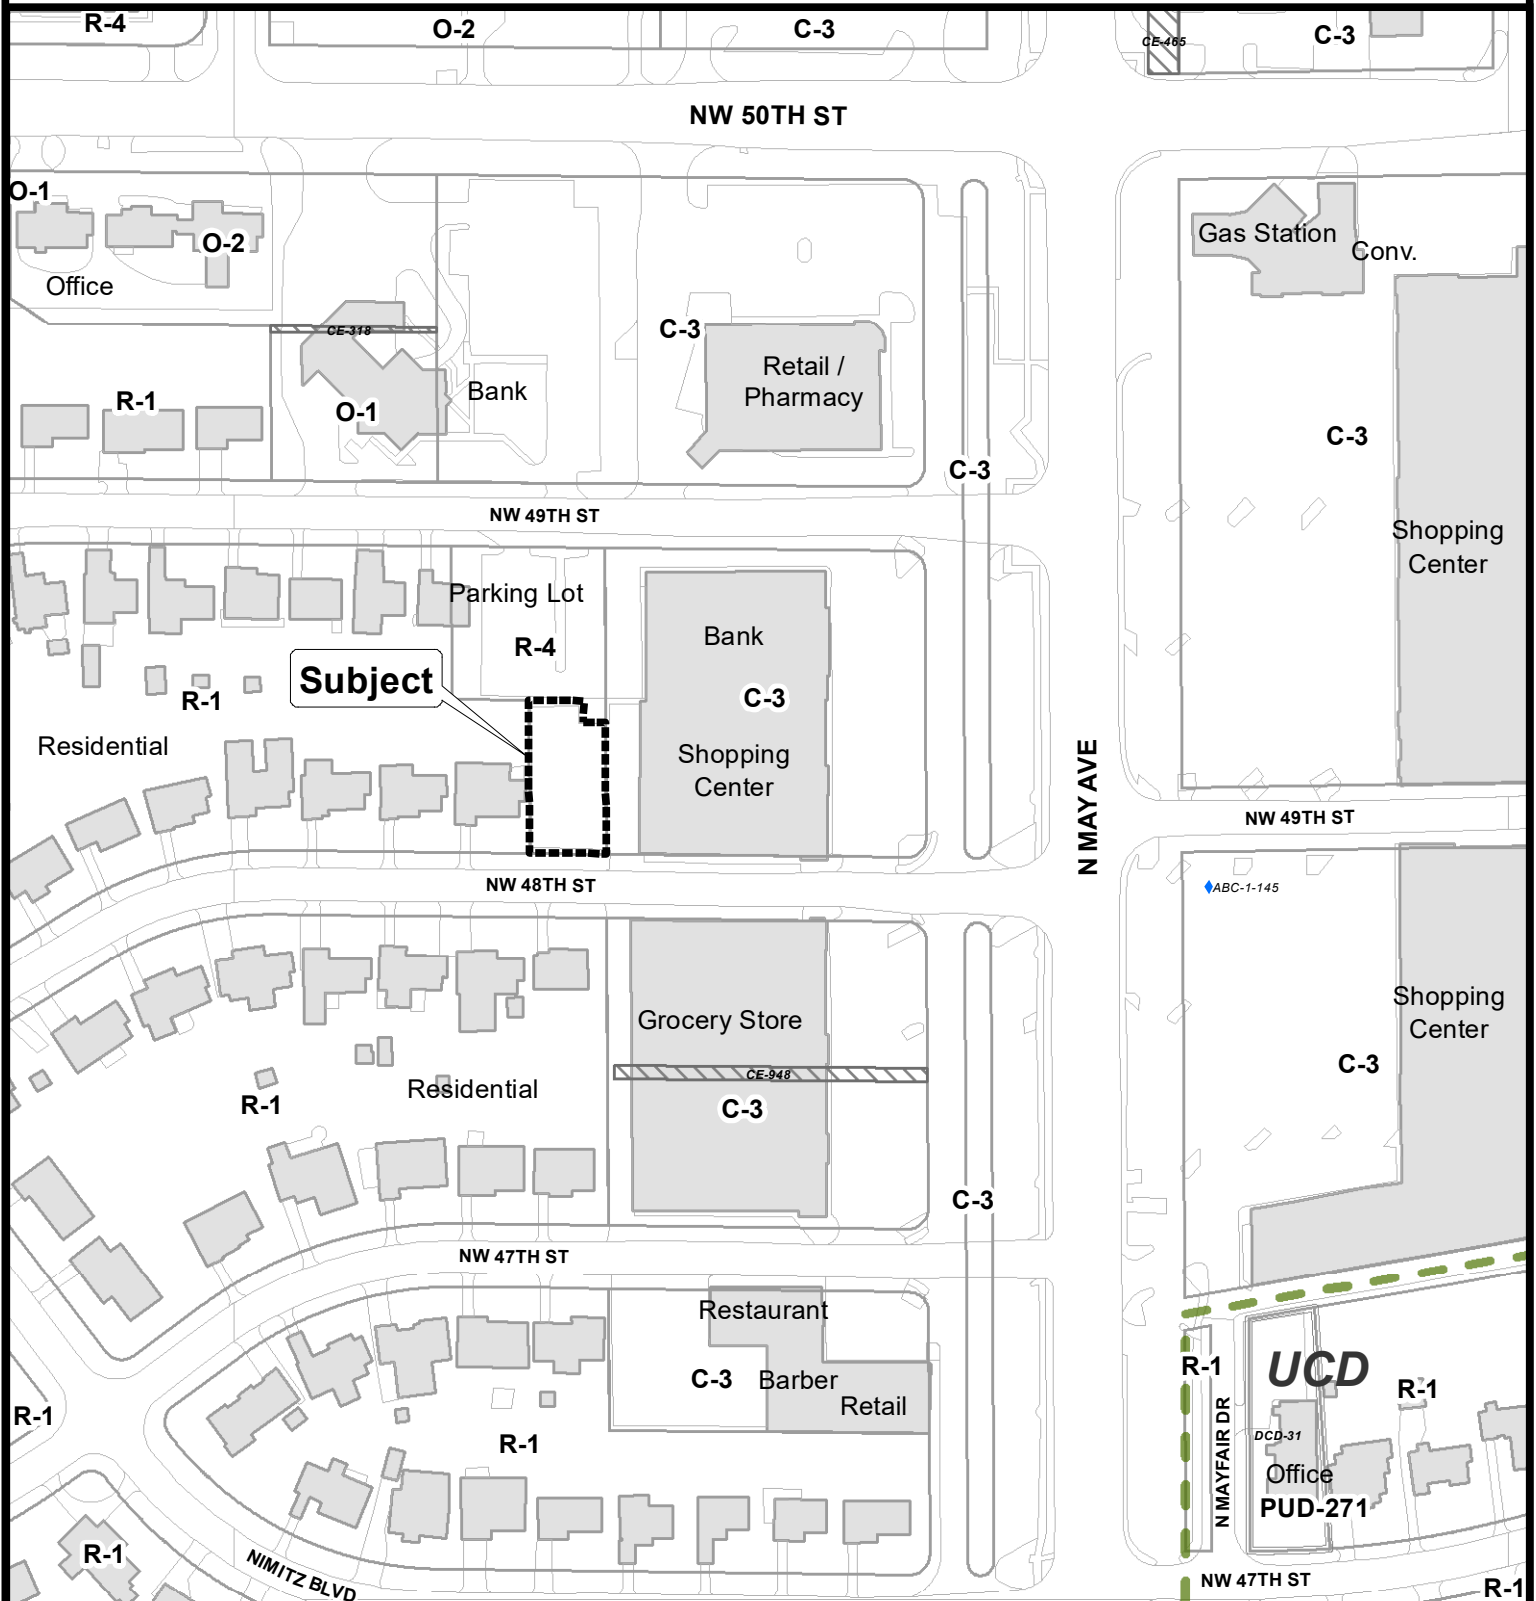 R-4
O-2
C-3
CE-465
C-3
NW 50TH ST
O-1
O-2
Office
Gas Station
Conv.
CE-318
C-3
Retail /
Pharmacy
Bank
R-1
O-1
C-3
C-3
NW 49TH ST
Shopping
Center
Parking Lot
Bank
R-4
Subject
C-3
R-1
Residential
Shopping
Center
N MAY AVE
NW 49TH ST
NW 48TH ST
ABC-1-145
Shopping
Center
Grocery Store
C-3
CE-948
Residential
R-1
C-3
C-3
NW 47TH ST
Restaurant
UCD
R-1
C-3
Barber
R-1
Retail
R-1
R-1
N MAYFAIR DR
DCD-31
Office
PUD-271
R-1
NIMITZ BLVD
NW 47TH ST
R-1